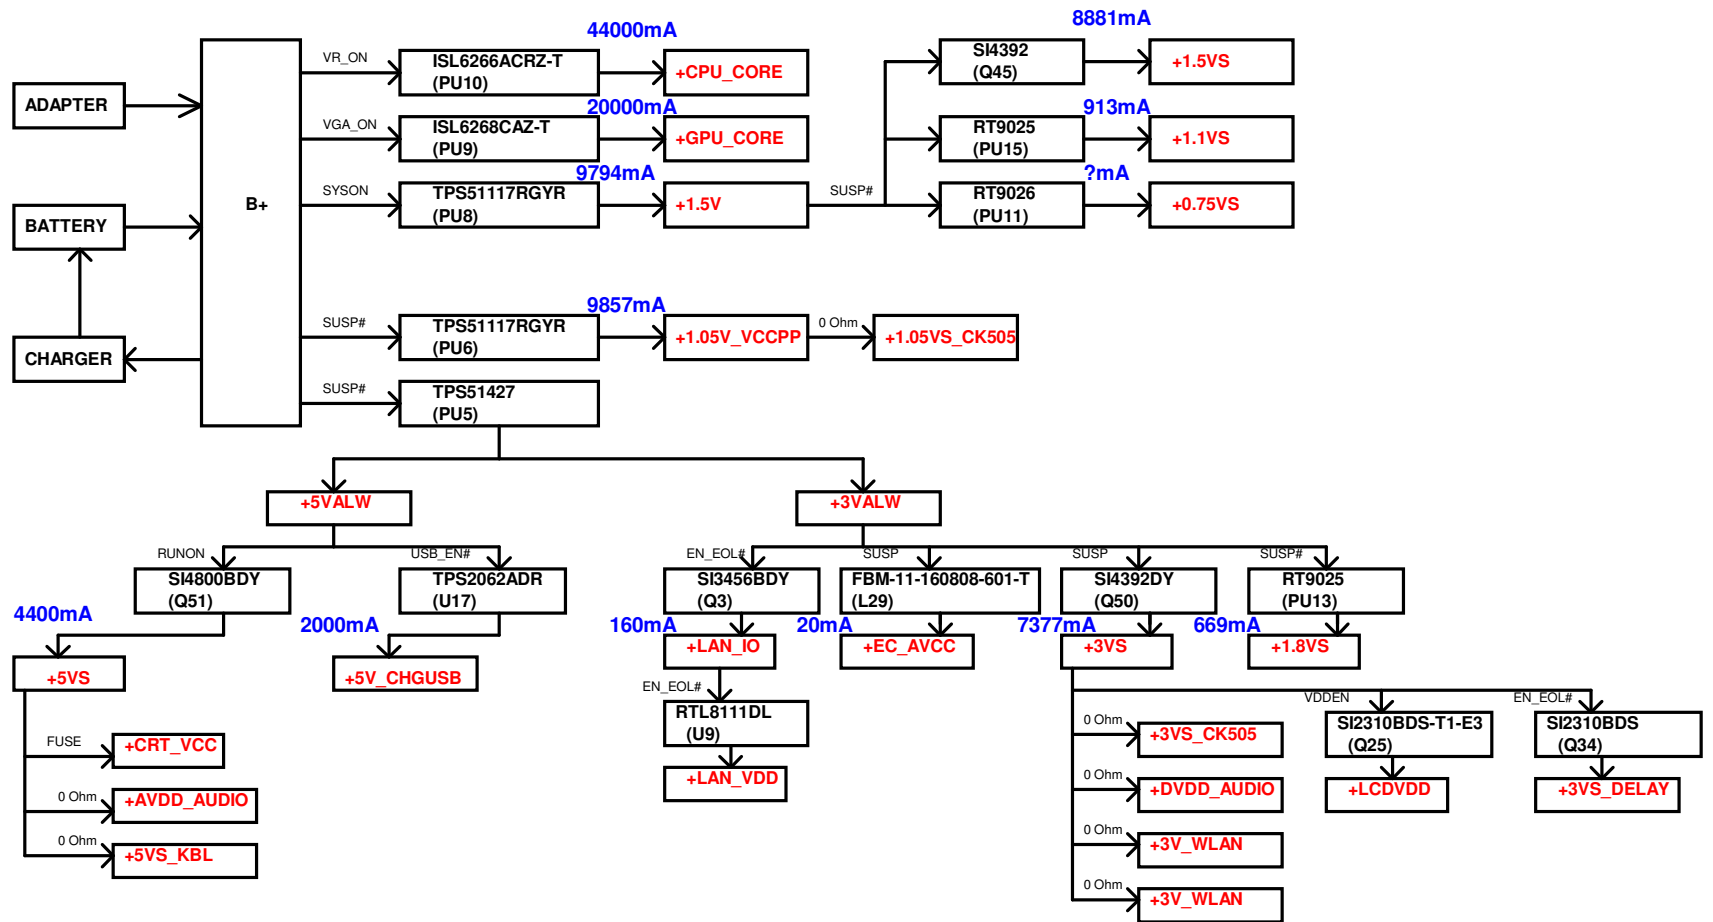 44000mA
8881mA
VR_ON
ISL6266ACRZ-T
(PU10)
+CPU_CORE
SI4392
(Q45)
+1.5VS
ADAPTER
20000mA
913mA
VGA_ON
ISL6268CAZ-T
(PU9)
+GPU_CORE
RT9025
(PU15)
+1.1VS
9794mA
?mA
SYSON
TPS51117RGYR
(PU8)
+1.5V
SUSP#
RT9026
(PU11)
+0.75VS
B+
BATTERY
9857mA
SUSP#
TPS51117RGYR
(PU6)
+1.05V_VCCPP
0 Ohm
+1.05VS_CK505
CHARGER
SUSP#
TPS51427
(PU5)
+5VALW
+3VALW
RUNON
USB_EN#
EN_EOL#
SUSP
SUSP
SUSP#
SI4800BDY
(Q51)
TPS2062ADR
(U17)
SI3456BDY
(Q3)
FBM-11-160808-601-T
(L29)
SI4392DY
(Q50)
RT9025
(PU13)
4400mA
2000mA
160mA
20mA
7377mA
669mA
+5VS
+5V_CHGUSB
+LAN_IO
+EC_AVCC
+3VS
+1.8VS
EN_EOL#
RTL8111DL
(U9)
+LAN_VDD
VDDEN
SI2310BDS-T1-E3
(Q25)
+LCDVDD
EN_EOL#
SI2310BDS
(Q34)
+3VS_DELAY
FUSE
+CRT_VCC
0 Ohm
+AVDD_AUDIO
0 Ohm
+5VS_KBL
0 Ohm
+3VS_CK505
0 Ohm
+DVDD_AUDIO
0 Ohm
+3V_WLAN
0 Ohm
+3V_WLAN